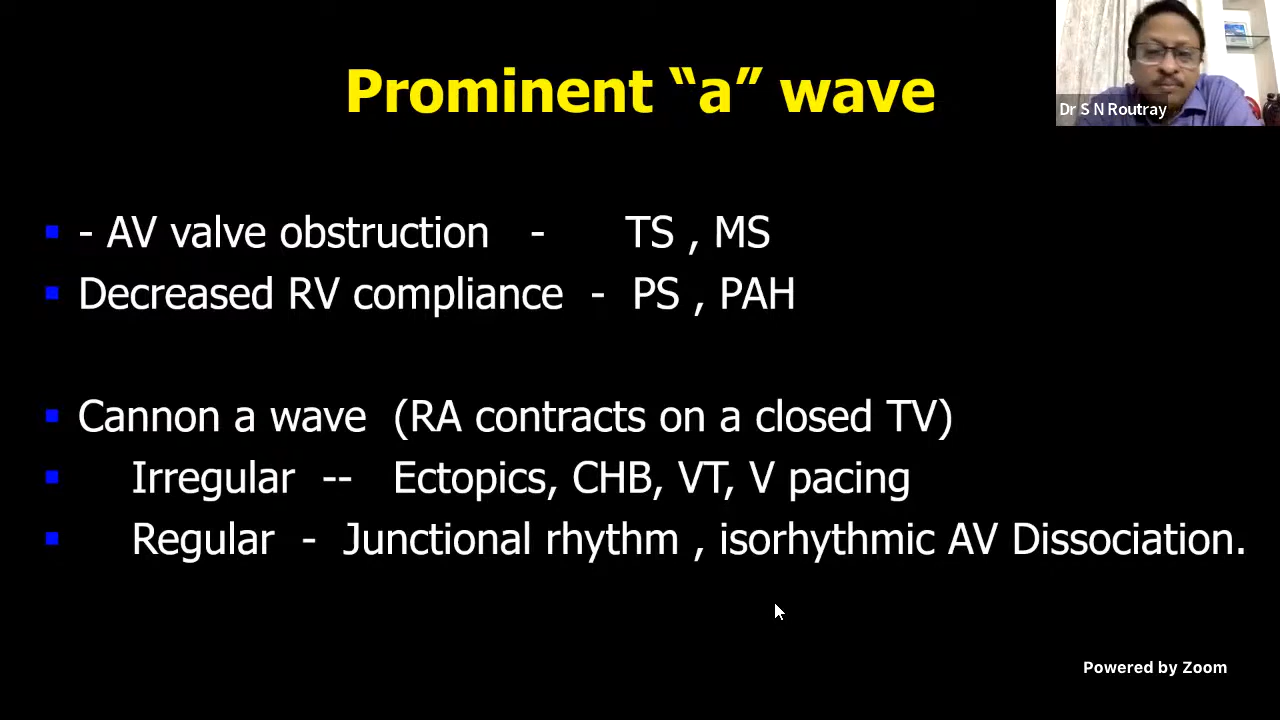 Prominent “a” wave
Dr S N Routray
- AV valve obstruction - TS , MS
Decreased RV compliance - PS , PAH
Cannon a wave (RA contracts on a closed TV)
Irregular -- Ectopics, CHB, VT, V pacing
Regular - Junctional rhythm , isorhythmic AV Dissociation.
Powered by Zoom